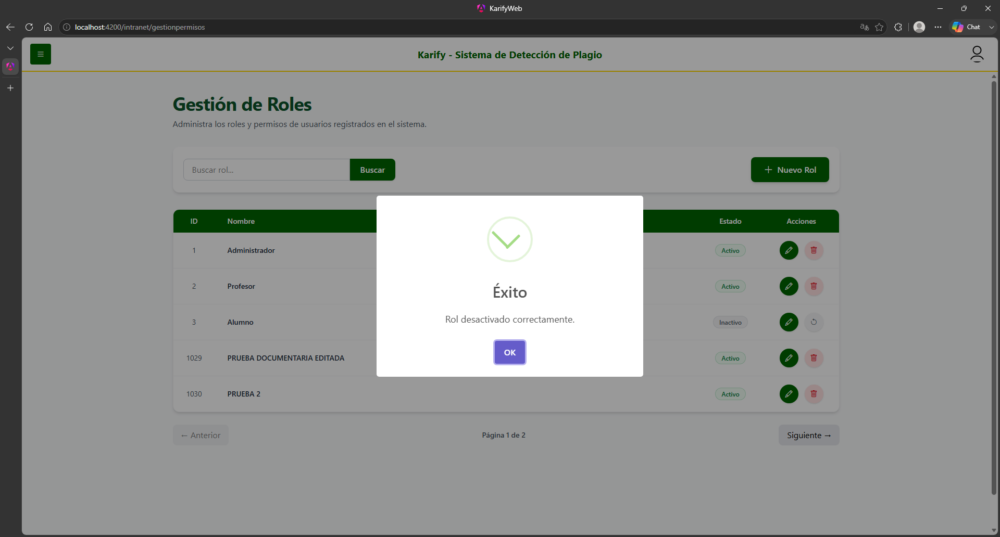 KarifyWeb
localhost:4200/intranet/gestionpermisos
Chat
Karify - Sistema de Detección de Plagio
Gestión de Roles
Administra los roles y permisos de usuarios registrados en el sistema.
Buscar rol...
Buscar
+ Nuevo Rol
ID Nombre Estado Acciones
1 Administrador Activo
2 Profesor Activo
3 Alumno Inactivo
1029 PRUEBA DOCUMENTARIA EDITADA Activo
1030 PRUEBA 2 Activo
Éxito
Rol desactivado correctamente.
OK
← Anterior
Página 1 de 2
Siguiente →